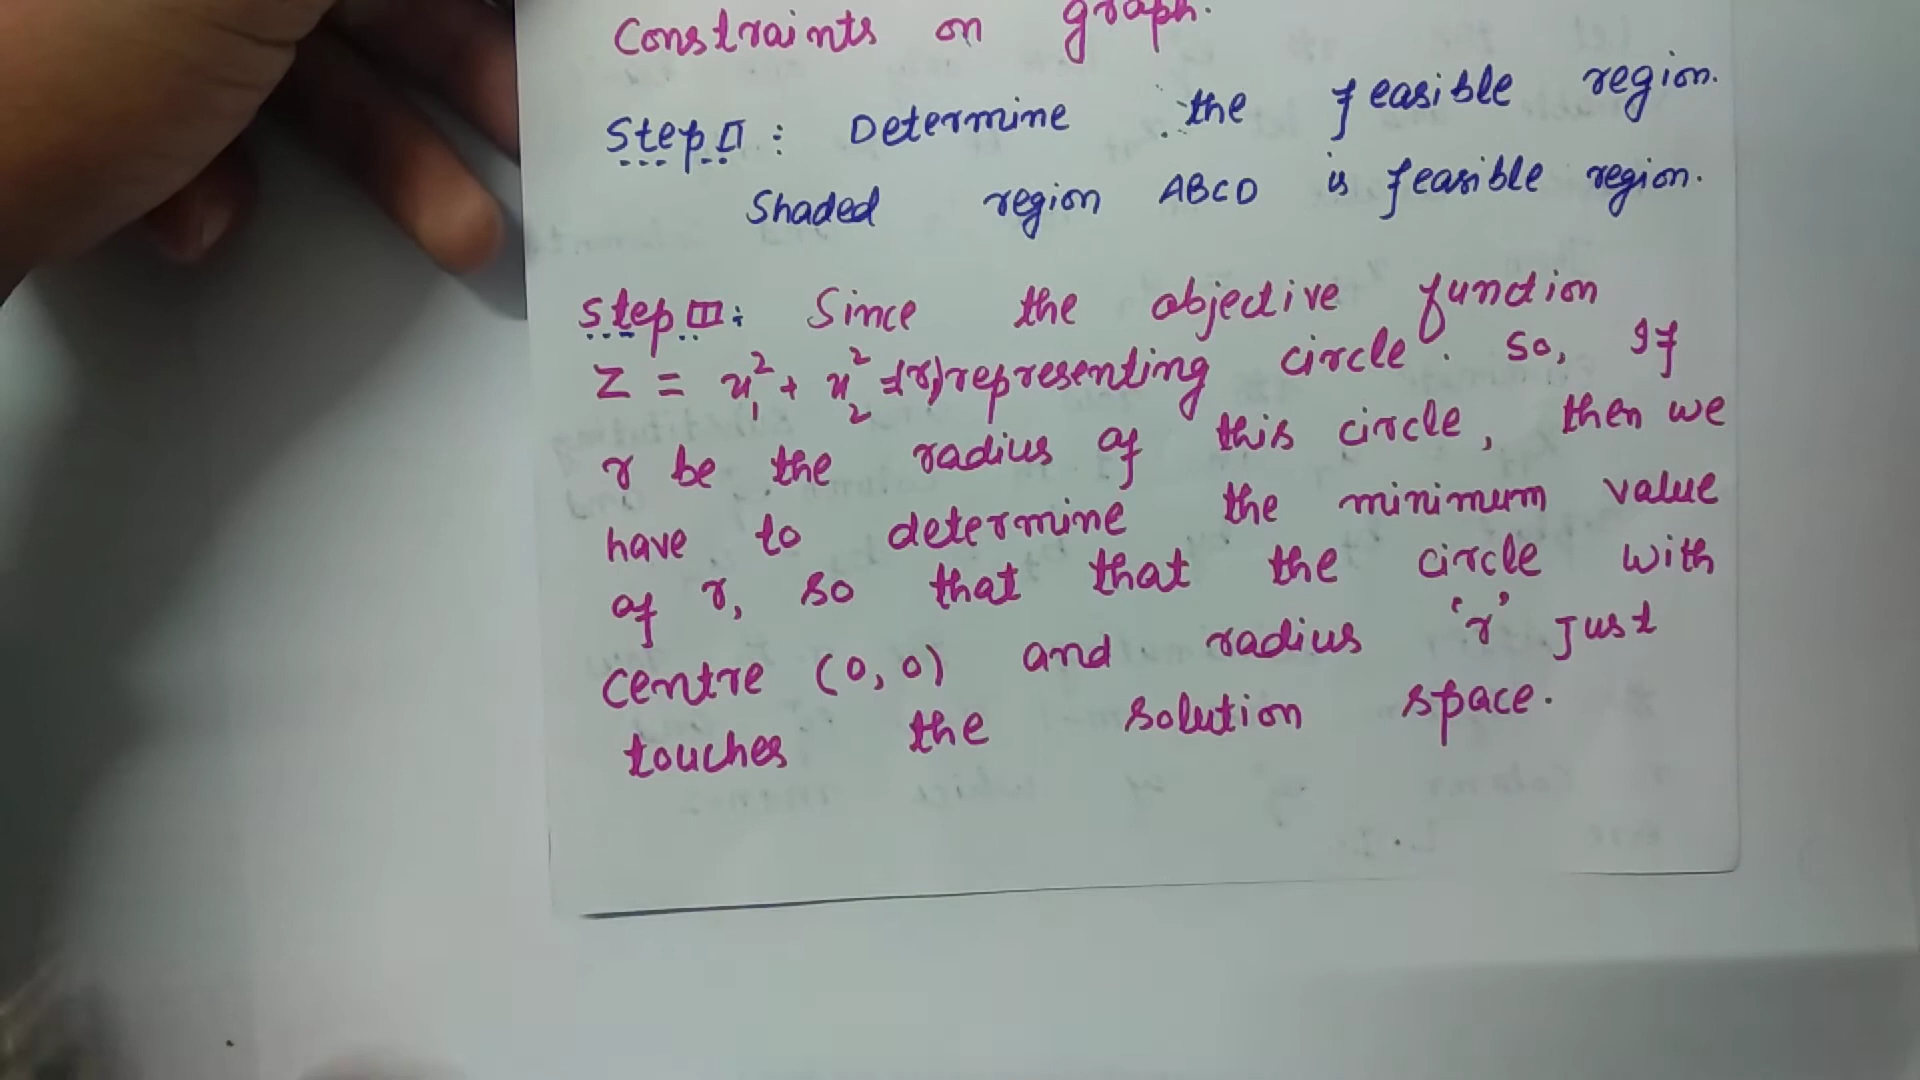 Constraints on graph.
Step II : Determine the feasible region.
Shaded region ABCD is feasible region.
Step III: Since the objective function
Z = x₁² + x₂² =(r) representing circle. So, If
r be the radius of this circle, then we
have to determine the minimum value
of r, so that that the circle with
centre (0,0) and radius 'r' just
touches the solution space.